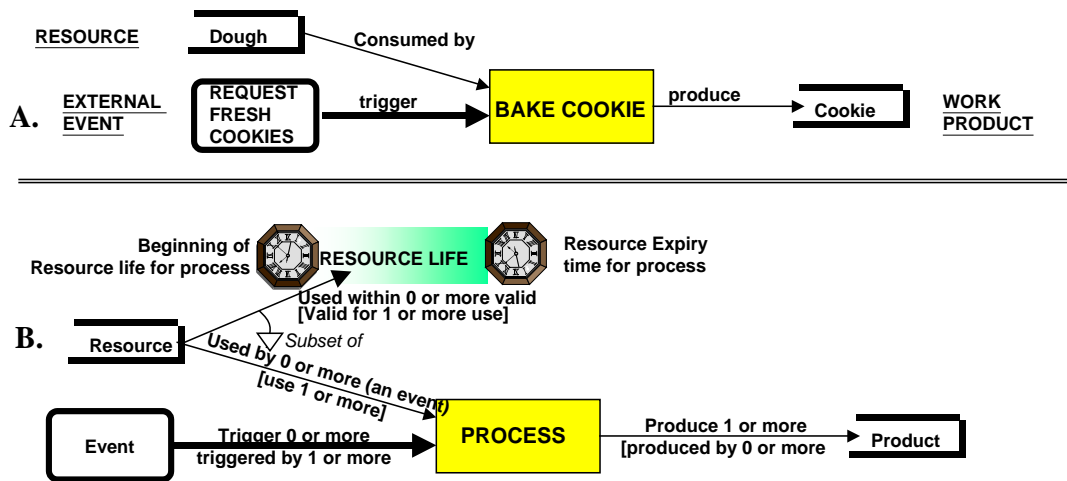 RESOURCE
Dough
Consumed by
A.
EXTERNAL
EVENT
REQUEST
FRESH
COOKIES
trigger
BAKE COOKIE
produce
Cookie
WORK
PRODUCT
Beginning of
Resource life for process
RESOURCE LIFE
Resource Expiry
time for process
Used within 0 or more valid
[Valid for 1 or more use]
B.
Resource
Subset of
Used by 0 or more (an event)
[use 1 or more]
Event
Trigger 0 or more
triggered by 1 or more
PROCESS
Produce 1 or more
[produced by 0 or more
Product